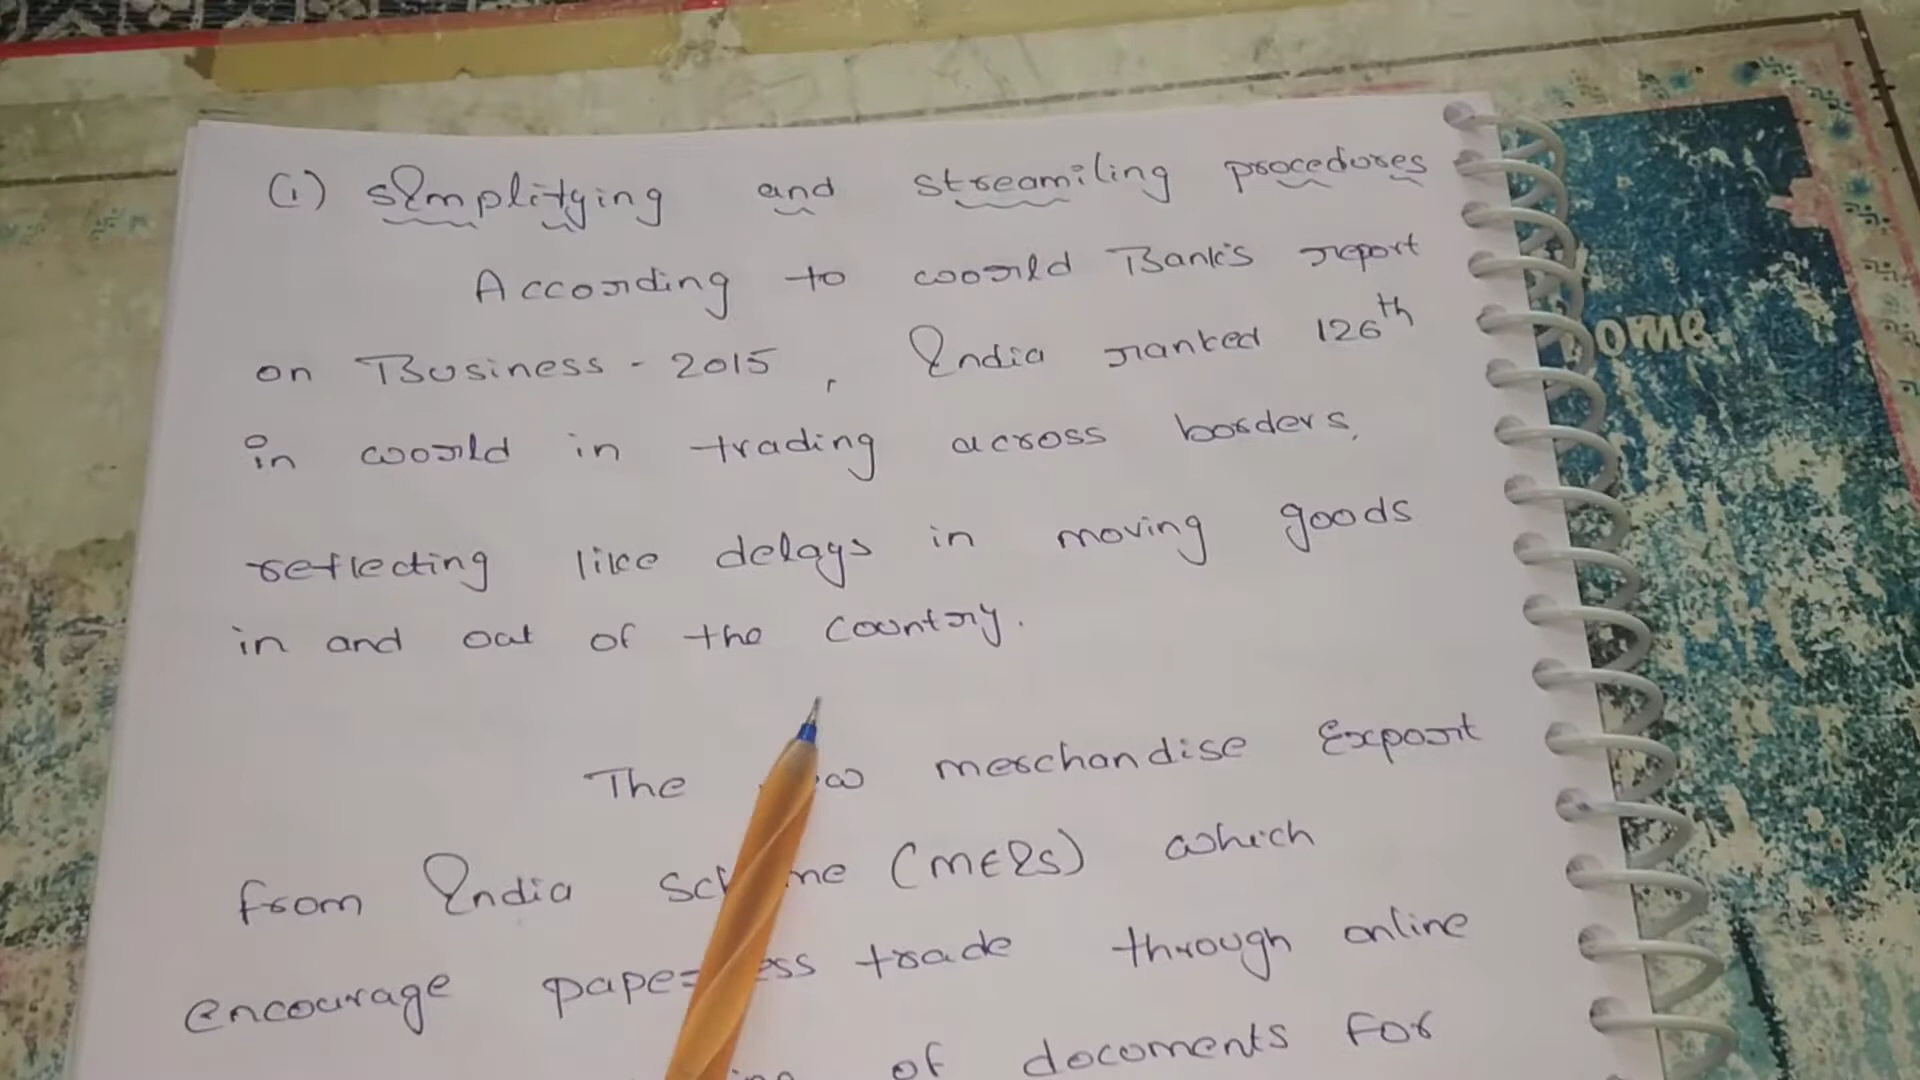 (i) simplifying and streamiling procedures
According to world Bank's report
on Business - 2015, India ranked 126th
in world in trading across borders,
reflecting like delays in moving goods
in and out of the country.
The merchandise Export
from India (MEIS) which
encourage trade through online
of documents for
ome